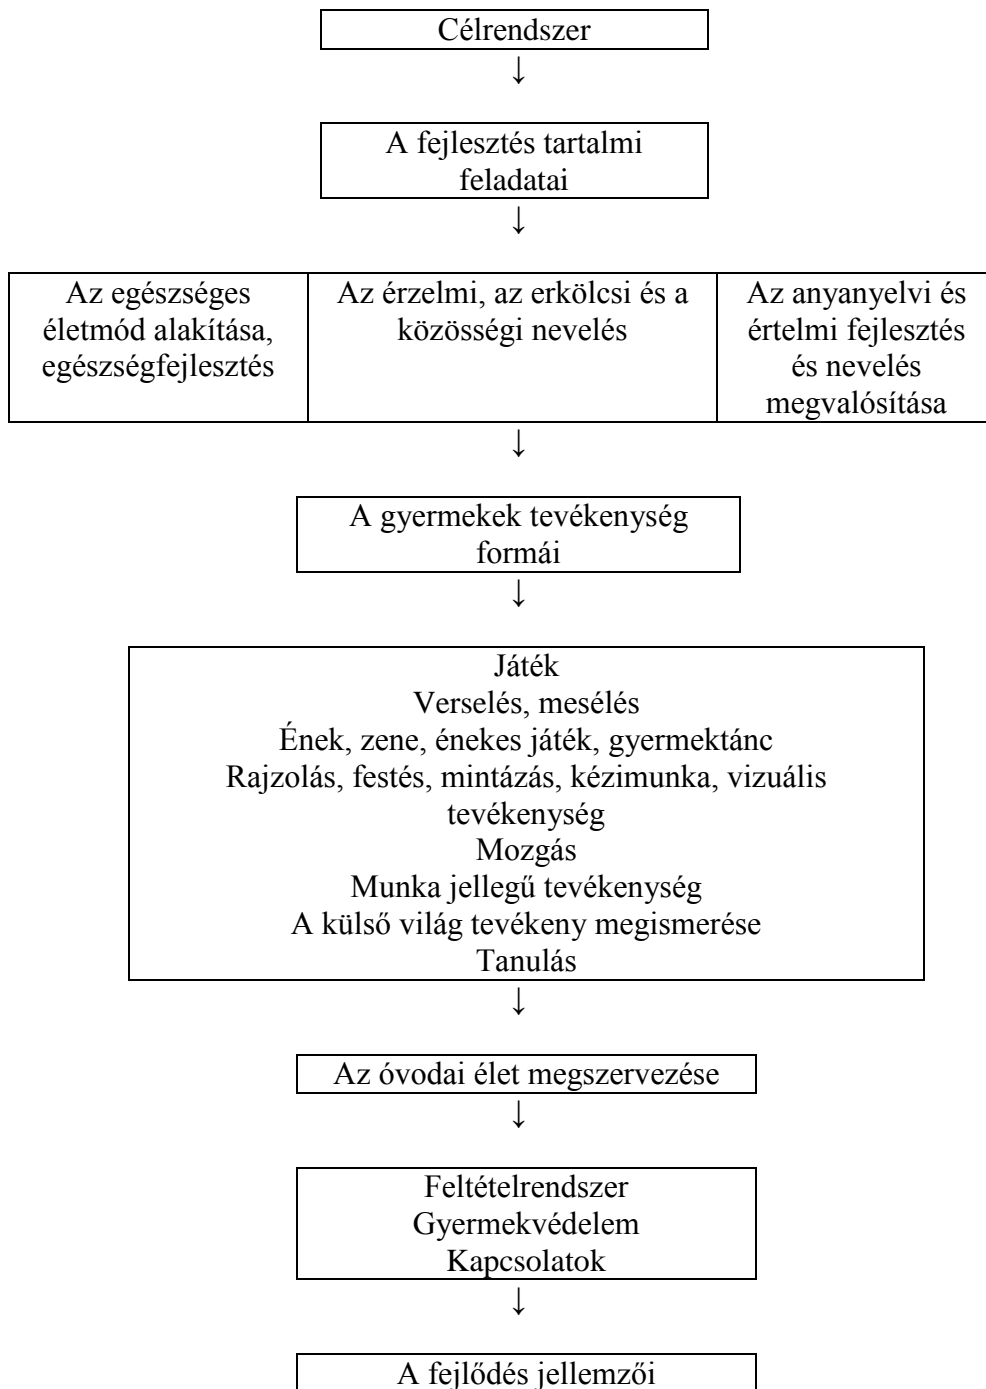 Célrendszer
↓
A fejlesztés tartalmi
feladatai
↓
Az egészséges
életmód alakítása,
egészségfejlesztés
Az érzelmi, az erkölcsi és a
közösségi nevelés
Az anyanyelvi és
értelmi fejlesztés
és nevelés
megvalósítása
↓
A gyermekek tevékenység
formái
↓
Játék
Verselés, mesélés
Ének, zene, énekes játék, gyermektánc
Rajzolás, festés, mintázás, kézimunka, vizuális
tevékenység
Mozgás
Munka jellegű tevékenység
A külső világ tevékeny megismerése
Tanulás
↓
Az óvodai élet megszervezése
↓
Feltételrendszer
Gyermekvédelem
Kapcsolatok
↓
A fejlődés jellemzői